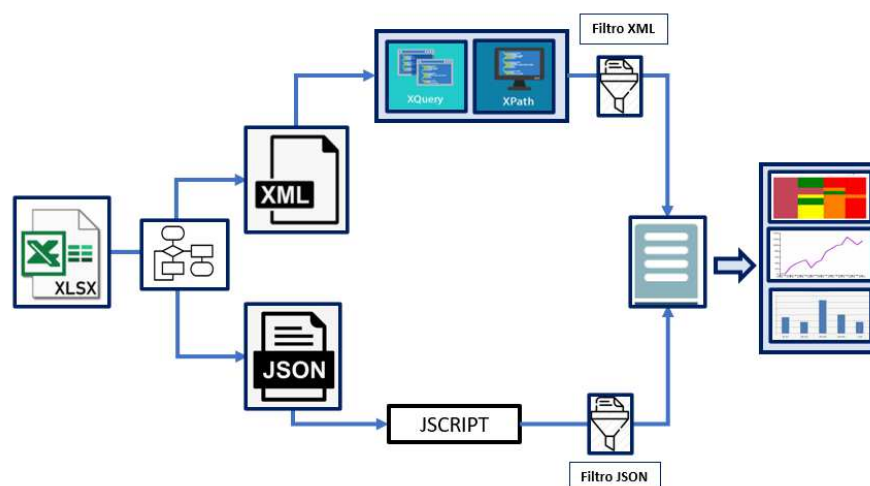 Filtro XML
XQuery
XPath
XML
XLSX
JSON
JSCRIPT
Filtro JSON